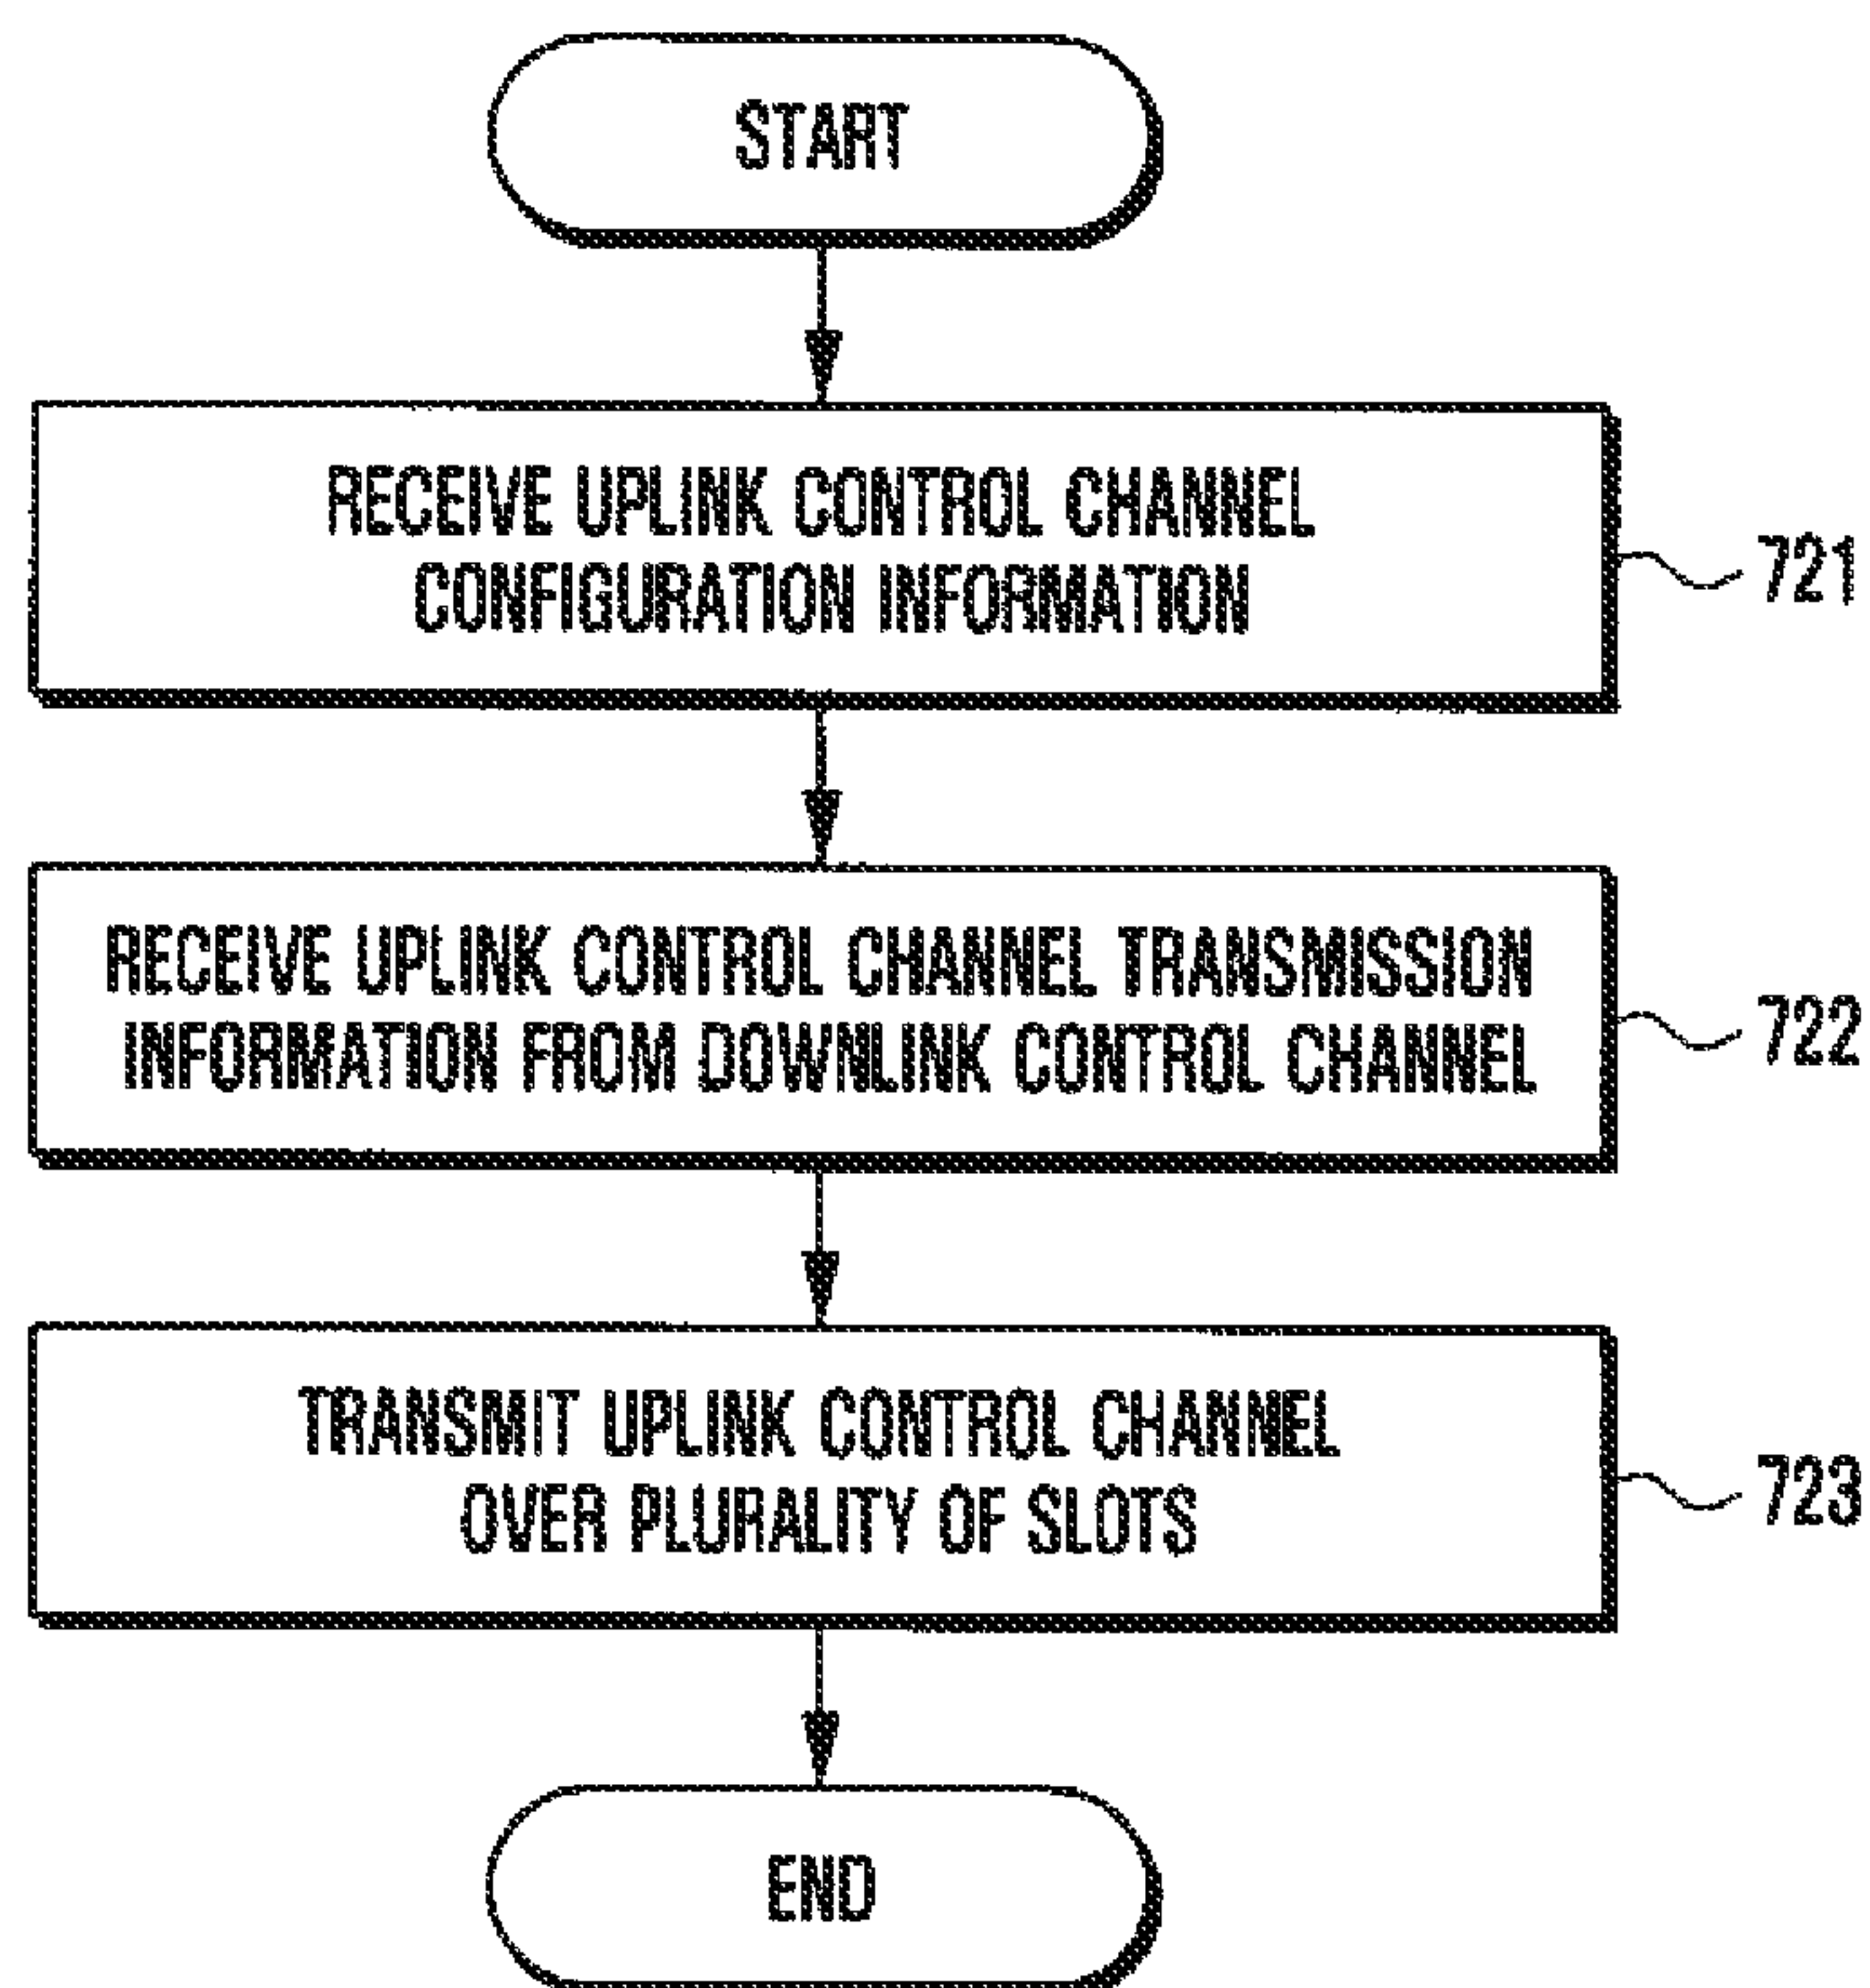 START
RECEIVE UPLINK CONTROL CHANNEL
CONFIGURATION INFORMATION
721
RECEIVE UPLINK CONTROL CHANNEL TRANSMISSION
INFORMATION FROM DOWNLINK CONTROL CHANNEL
722
TRANSMIT UPLINK CONTROL CHANNEL
OVER PLURALITY OF SLOTS
723
END